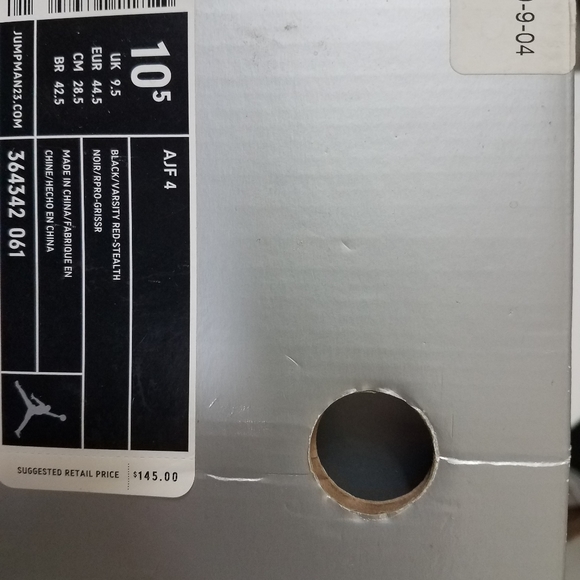 10⁵
UK 9.5
EUR 44.5
CM 28.5
BR 42.5
JUMPMAN23.COM
AJF 4
BLACK/VARSITY RED-STEALTH
NOIR/RPRO-GRISSR
MADE IN CHINA/FABRIQUE EN
CHINE/HECHO EN CHINA
364342 061
SUGGESTED RETAIL PRICE $145.00
-9-04